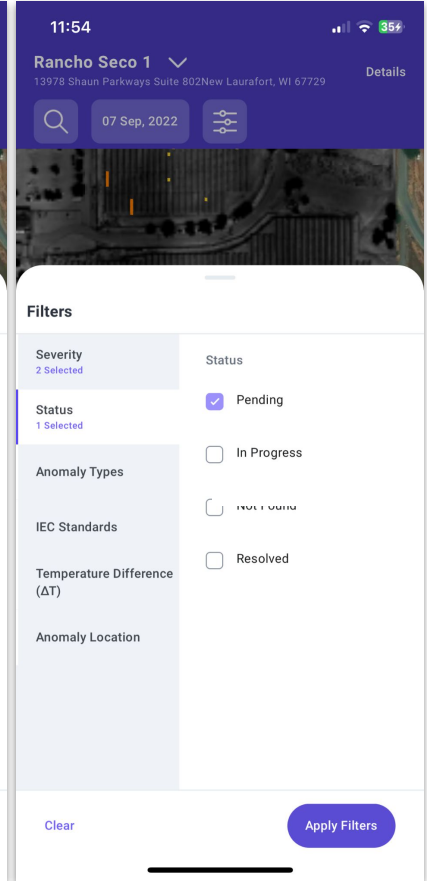 11:54
35
Rancho Seco 1
13978 Shaun Parkways Suite 802New Laurafort, WI 67729
Details
07 Sep, 2022
Filters
Severity
2 Selected
Status
1 Selected
Anomaly Types
IEC Standards
Temperature Difference
(ΔT)
Anomaly Location
Status
Pending
In Progress
Not Found
Resolved
Clear
Apply Filters